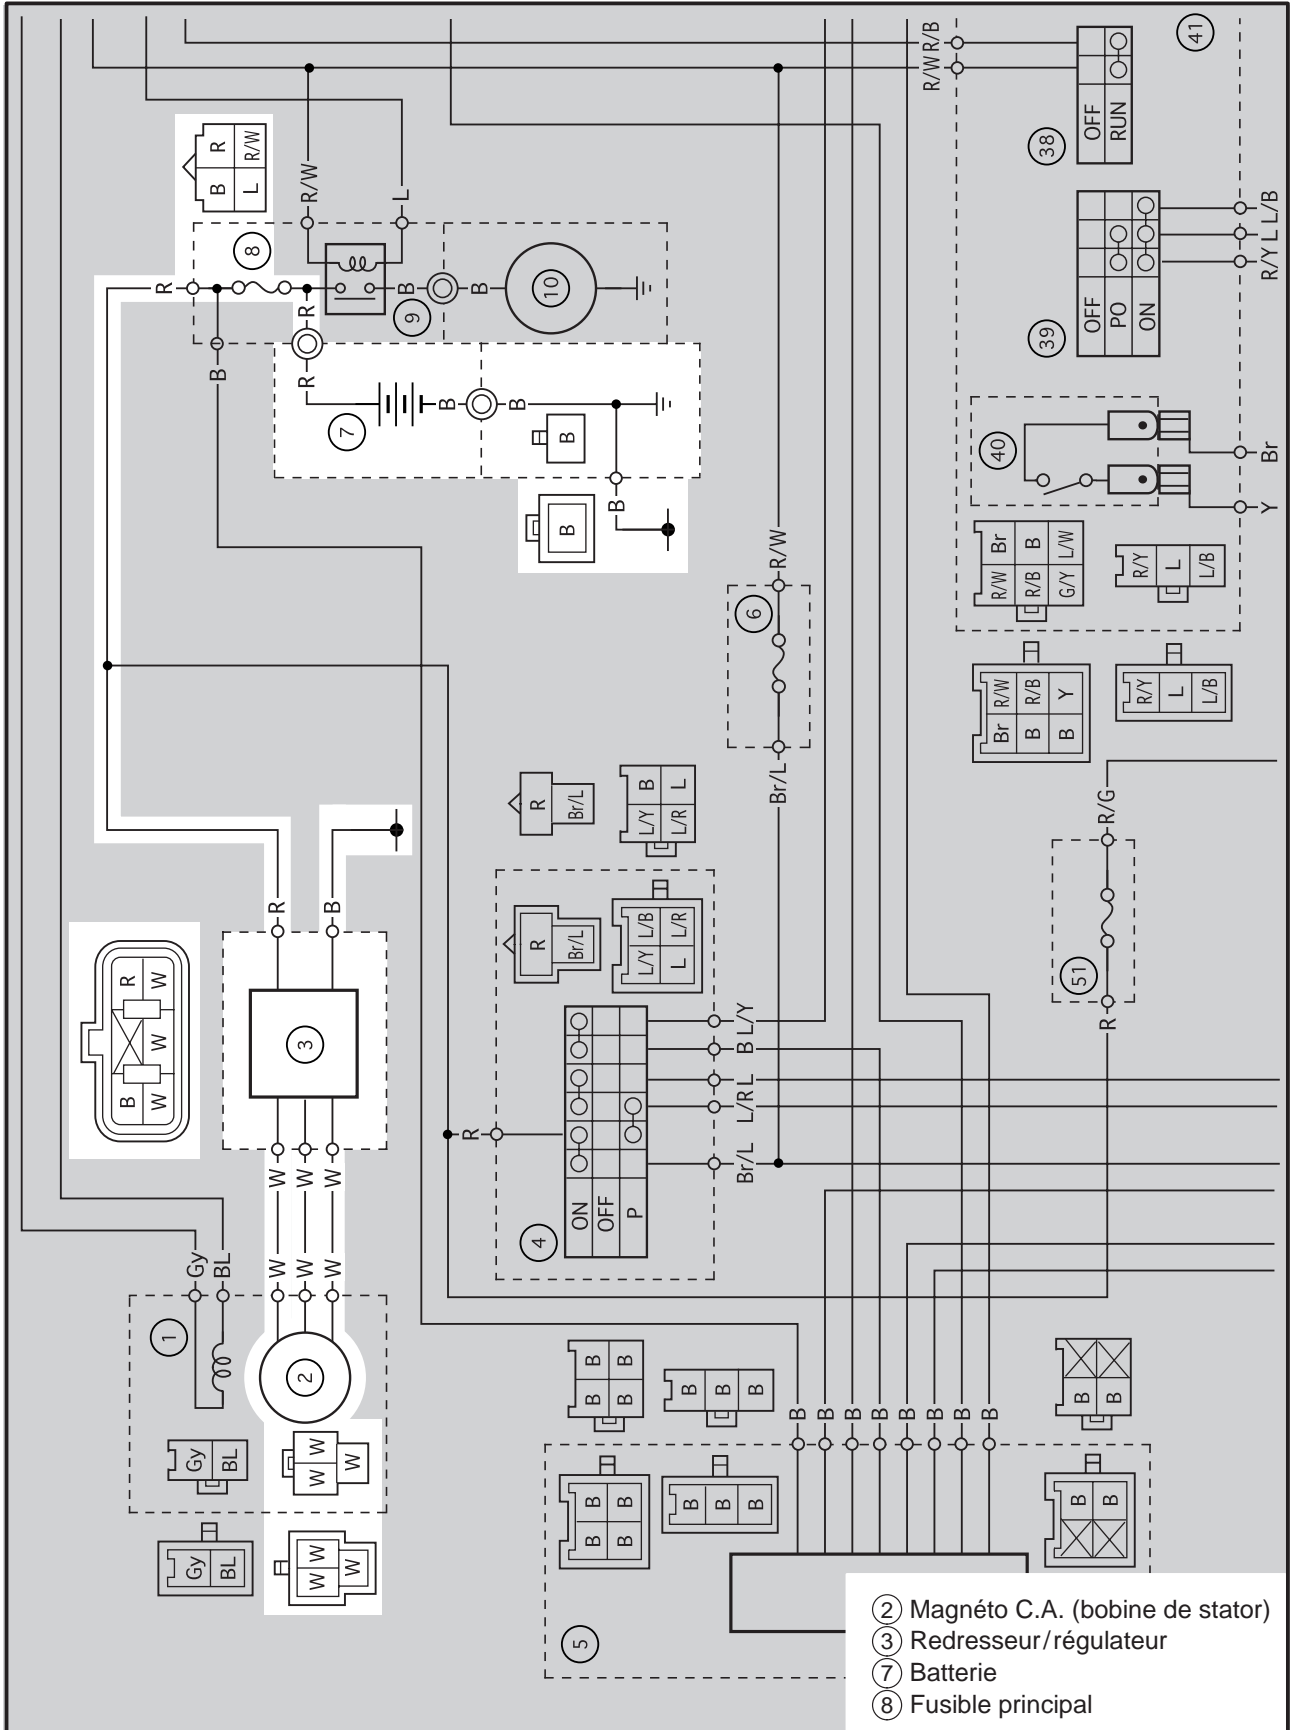 R/W R/B
41
38
OFF
RUN
B R
L R/W
8
R/W
L
R
B
9
B
10
R
B
R
7
B
B
B
B
B
39
OFF
PO
ON
R/Y L L/B
40
Br
Y
R/W Br
R/B B
G/Y L/W
R/Y
L
L/B
Br R/W
B R/B
B Y
R/Y
L
L/B
R/W
6
Br/L
R
Br/L
L/Y B
L/R L
R
Br/L
L/Y L/B
L L/R
R/G
51
R
R
B
B R
W W W
3
W W W
W W W
Gy
BL
1
2
Gy
BL
W W
W
Gy
BL
W W
W
R
4
ON
OFF
P
Br/L L/R L B L/Y
B B
B B
B B B
B B B B B B B B
B B
B B
B B
B B B
B B
B B
5
2 Magnéto C.A. (bobine de stator)
3 Redresseur/régulateur
7 Batterie
8 Fusible principal